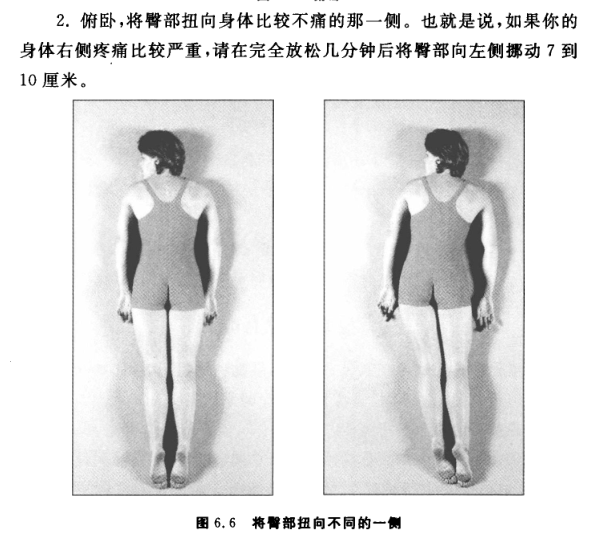 2. 俯卧,将臀部扭向身体比较不痛的那一侧。也就是说,如果你的
身体右侧疼痛比较严重,请在完全放松几分钟后将臀部向左侧挪动 7 到
10 厘米。
图 6.6 将臀部扭向不同的一侧